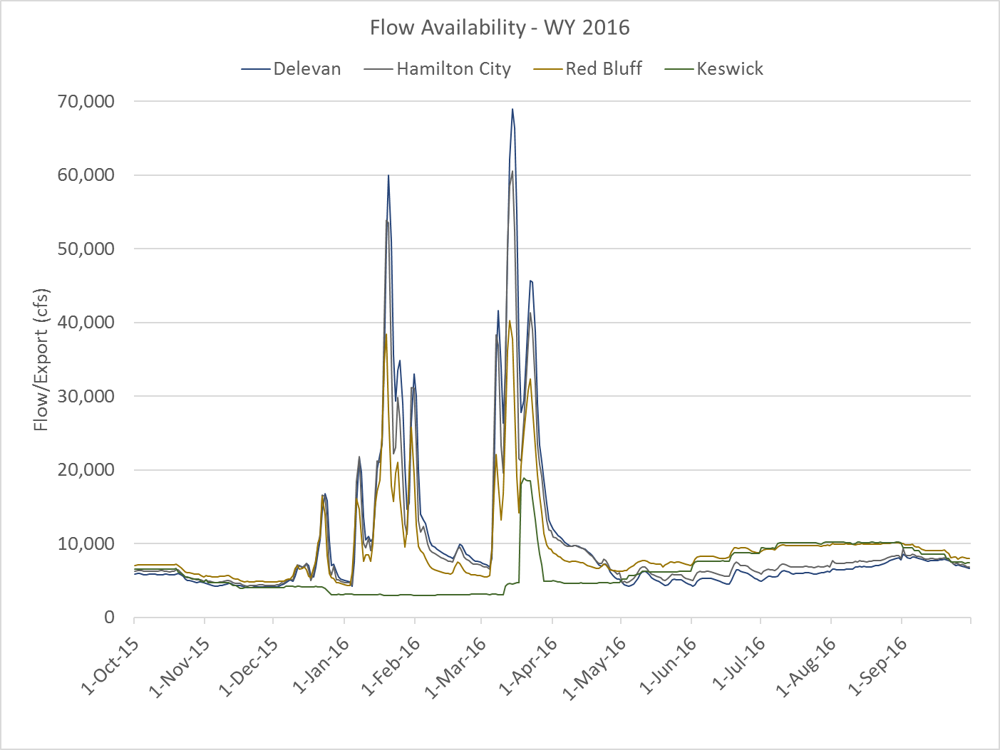 Flow Availability - WY 2016
Delevan Hamilton City Red Bluff Keswick
Flow/Export (cfs)
70,000
60,000
50,000
40,000
30,000
20,000
10,000
0
1-Oct-15 1-Nov-15 1-Dec-15 1-Jan-16 1-Feb-16 1-Mar-16 1-Apr-16 1-May-16 1-Jun-16 1-Jul-16 1-Aug-16 1-Sep-16